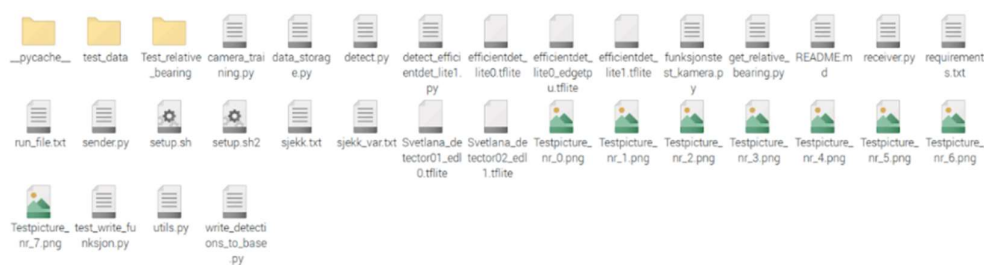 __pycache__ test_data Test_relative camera_trai data_storag detect.py detect_effici efficientdet_ efficientdet_ efficientdet_ funksjonste get_relative_ README.m receiver.py requirement
_bearing ning.py e.py entdet_lite1. lite0.tflite lite0_edgetp lite1.tflite st_kamera.p bearing.py d s.txt
py u.tflite y
run_file.txt sender.py setup.sh setup.sh2 sjekk.txt sjekk_var.txt Svetlana_de Svetlana_de Testpicture_ Testpicture_ Testpicture_ Testpicture_ Testpicture_ Testpicture_ Testpicture_
tector01_edl tector02_edl nr_0.png nr_1.png nr_2.png nr_3.png nr_4.png nr_5.png nr_6.png
0.tflite 1.tflite
Testpicture_ test_write_fu utils.py write_detecti
nr_7.png nksjon.py ons_to_base
.py